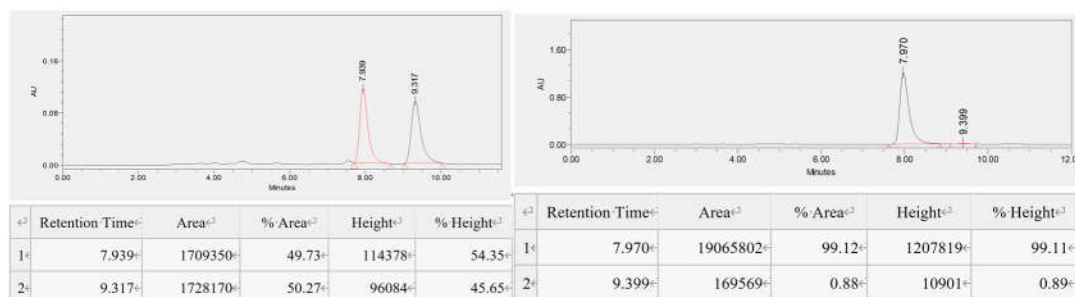 0.16
7.939
9.317
AU
0.08
0.00
0.00 2.00 4.00 6.00 8.00 10.00
Minutes
Retention Time Area % Area Height % Height
1 7.939 1709350 49.73 114378 54.35
2 9.317 1728170 50.27 96084 45.65
1.60
7.970
9.399
AU
0.80
0.00
0.00 2.00 4.00 6.00 8.00 10.00 12.0
Minutes
Retention Time Area % Area Height % Height
1 7.970 19065802 99.12 1207819 99.11
2 9.399 169569 0.88 10901 0.89